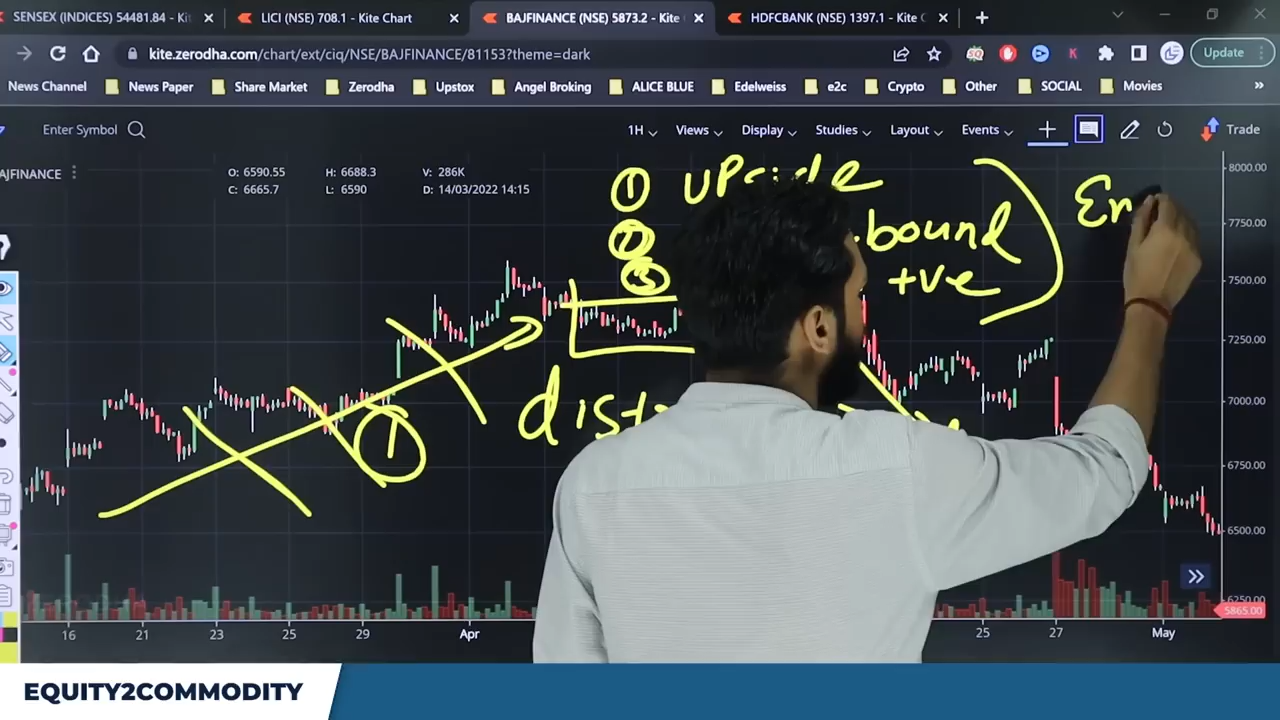 SENSEX (INDICES) 54481.84 - Kit
LICI (NSE) 708.1 - Kite Chart
BAJFINANCE (NSE) 5873.2 - Kite
HDFCBANK (NSE) 1397.1 - Kite C
kite.zerodha.com/chart/ext/ciq/NSE/BAJFINANCE/81153?theme=dark
Update
News Channel News Paper Share Market Zerodha Upstox Angel Broking ALICE BLUE Edelweiss e2c Crypto Other SOCIAL Movies »
Enter Symbol 1H Views Display Studies Layout Events Trade
AJFINANCE
O: 6590.55 H: 6688.3 V: 286K
C: 6665.7 L: 6590 D: 14/03/2022 14:15
① upside
② bound
③ +ve
①
8000.00
7750.00
7500.00
7250.00
7000.00
6750.00
6500.00
6250.00
5865.00
16 21 23 25 29 Apr 25 27 May
EQUITY2COMMODITY